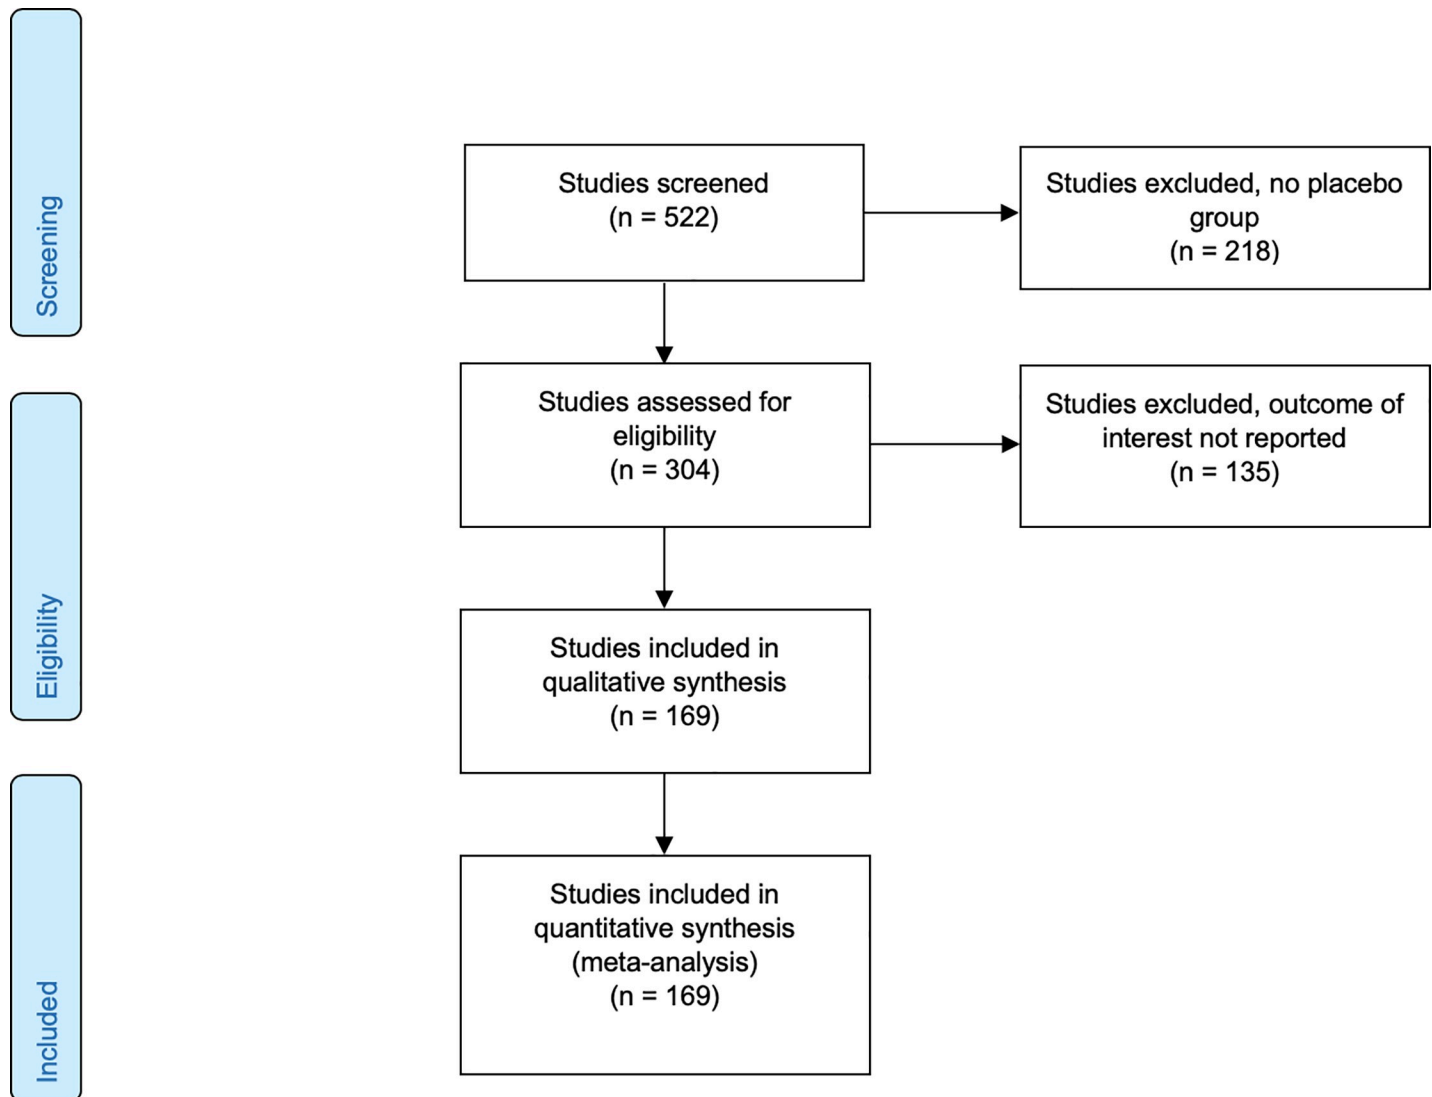 Screening
Studies screened
(n = 522)
Studies excluded, no placebo
group
(n = 218)
Eligibility
Studies assessed for
eligibility
(n = 304)
Studies excluded, outcome of
interest not reported
(n = 135)
Studies included in
qualitative synthesis
(n = 169)
Included
Studies included in
quantitative synthesis
(meta-analysis)
(n = 169)